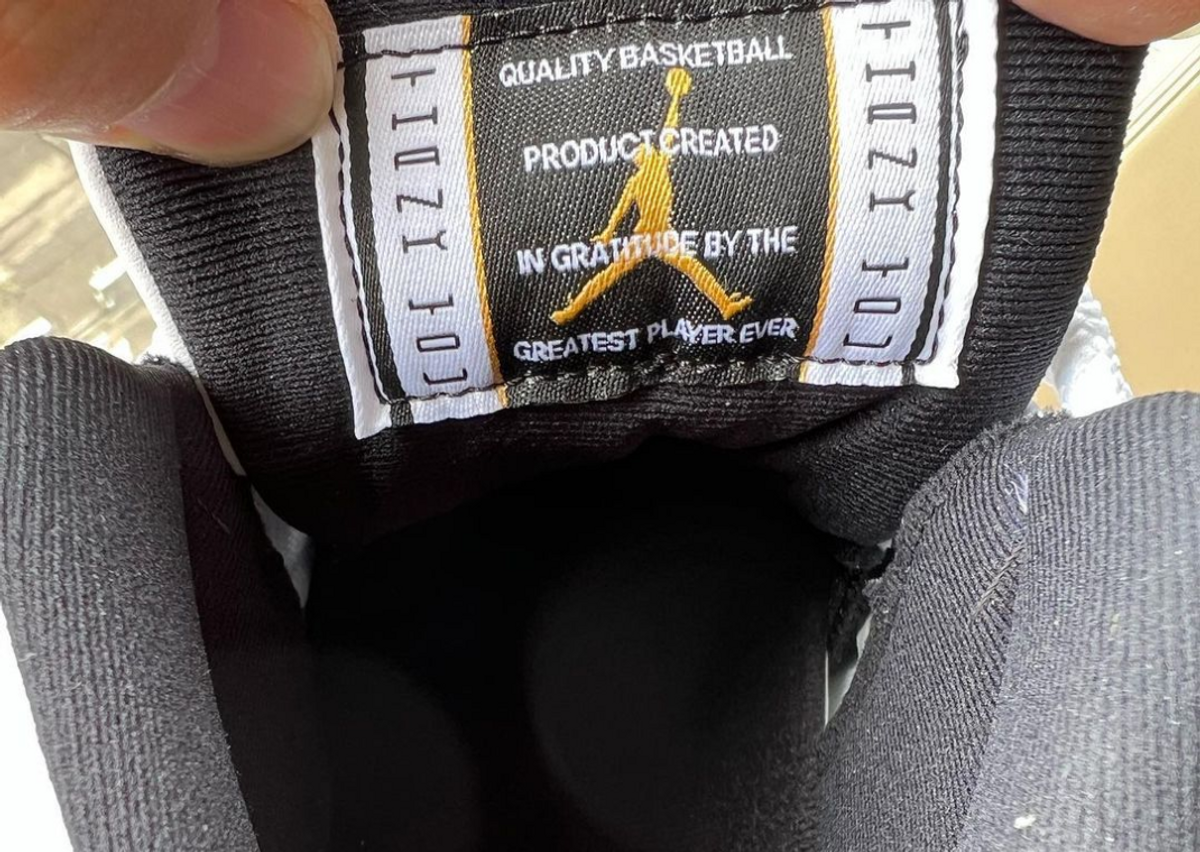 QUALITY BASKETBALL
PRODUCT CREATED
IN GRATITUDE BY THE
GREATEST PLAYER EVER